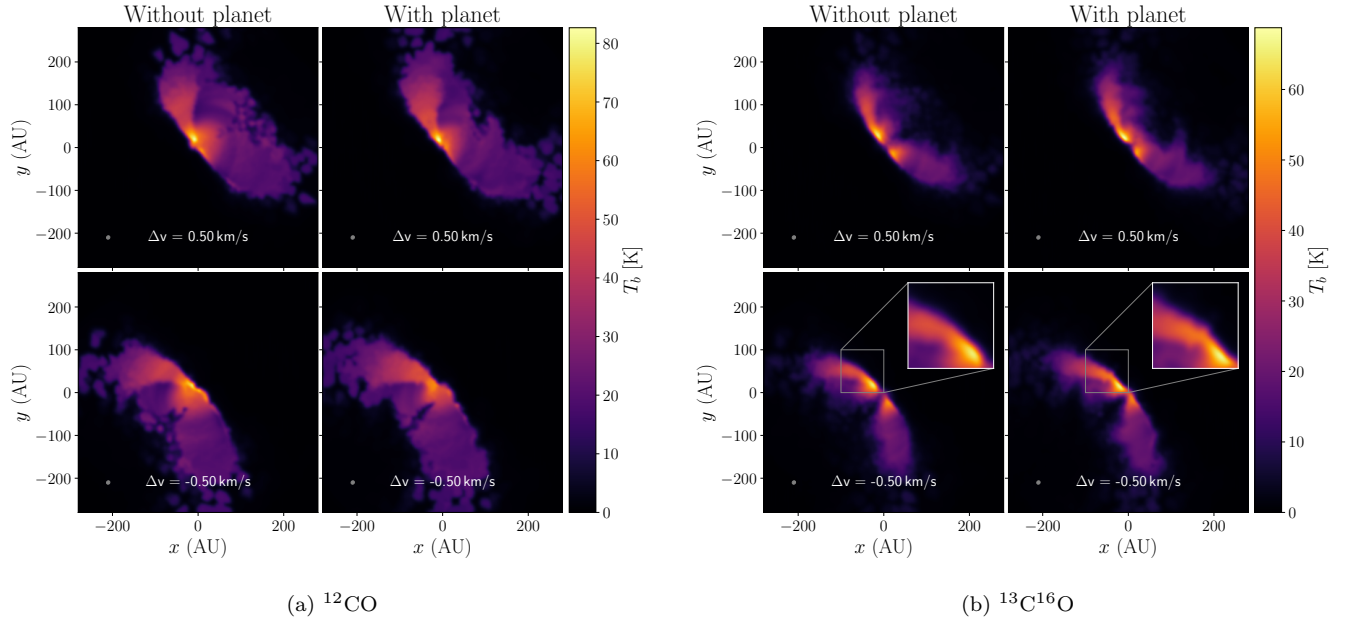 Without planet
With planet
200
100
0
−100
−200
y (AU)
Δv = 0.50 km/s
Δv = 0.50 km/s
200
100
0
−100
−200
y (AU)
Δv = -0.50 km/s
Δv = -0.50 km/s
−200
0
200
x (AU)
−200
0
200
x (AU)
80
70
60
50
40
30
20
10
0
T_b [K]
(a) ¹²CO
Without planet
With planet
200
100
0
−100
−200
y (AU)
Δv = 0.50 km/s
Δv = 0.50 km/s
200
100
0
−100
−200
y (AU)
Δv = -0.50 km/s
Δv = -0.50 km/s
−200
0
200
x (AU)
−200
0
200
x (AU)
60
50
40
30
20
10
0
T_b [K]
(b) ¹³C¹⁶O